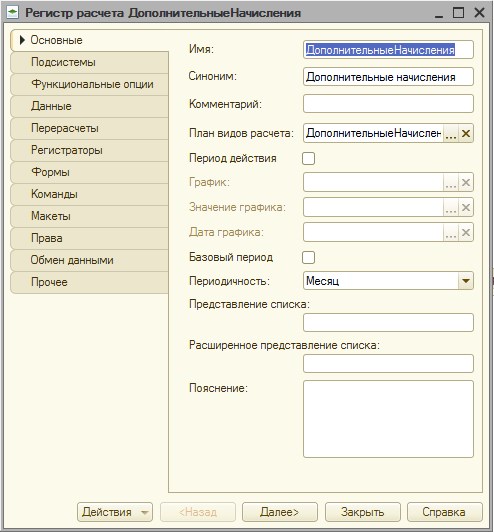 Регистр расчета ДополнительныеНачисления
Основные
Подсистемы
Функциональные опции
Данные
Перерасчеты
Регистраторы
Формы
Команды
Макеты
Права
Обмен данными
Прочее
Имя: ДополнительныеНачисления
Синоним: Дополнительные начисления
Комментарий:
План видов расчета: ДополнительныеНачислен ...
Период действия
График: ...
Значение графика: ...
Дата графика: ...
Базовый период
Периодичность: Месяц
Представление списка:
Расширенное представление списка:
Пояснение:
Действия <Назад Далее> Закрыть Справка